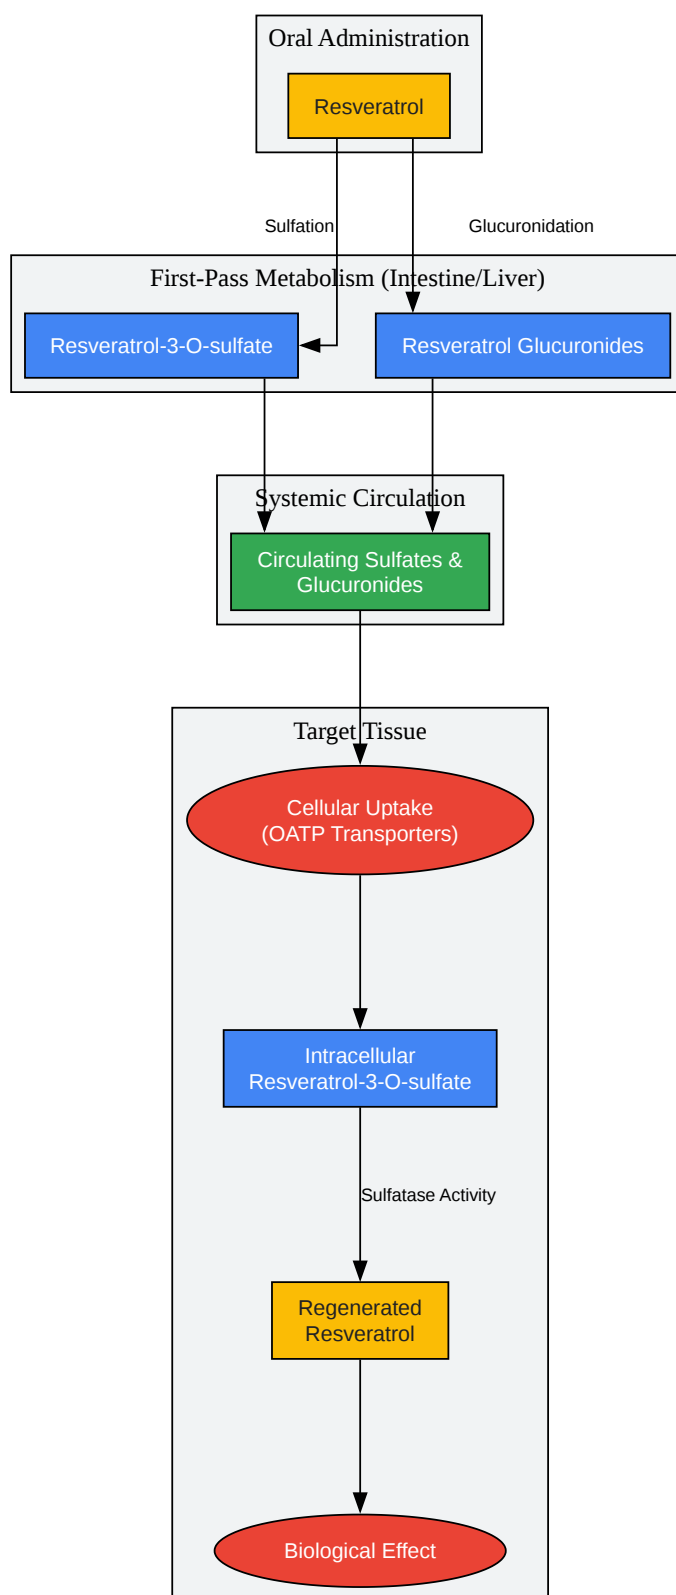 Oral Administration
Resveratrol
Sulfation
Glucuronidation
First-Pass Metabolism (Intestine/Liver)
Resveratrol-3-O-sulfate
Resveratrol Glucuronides
Systemic Circulation
Circulating Sulfates &
Glucuronides
Target Tissue
Cellular Uptake
(OATP Transporters)
Intracellular
Resveratrol-3-O-sulfate
Sulfatase Activity
Regenerated
Resveratrol
Biological Effect